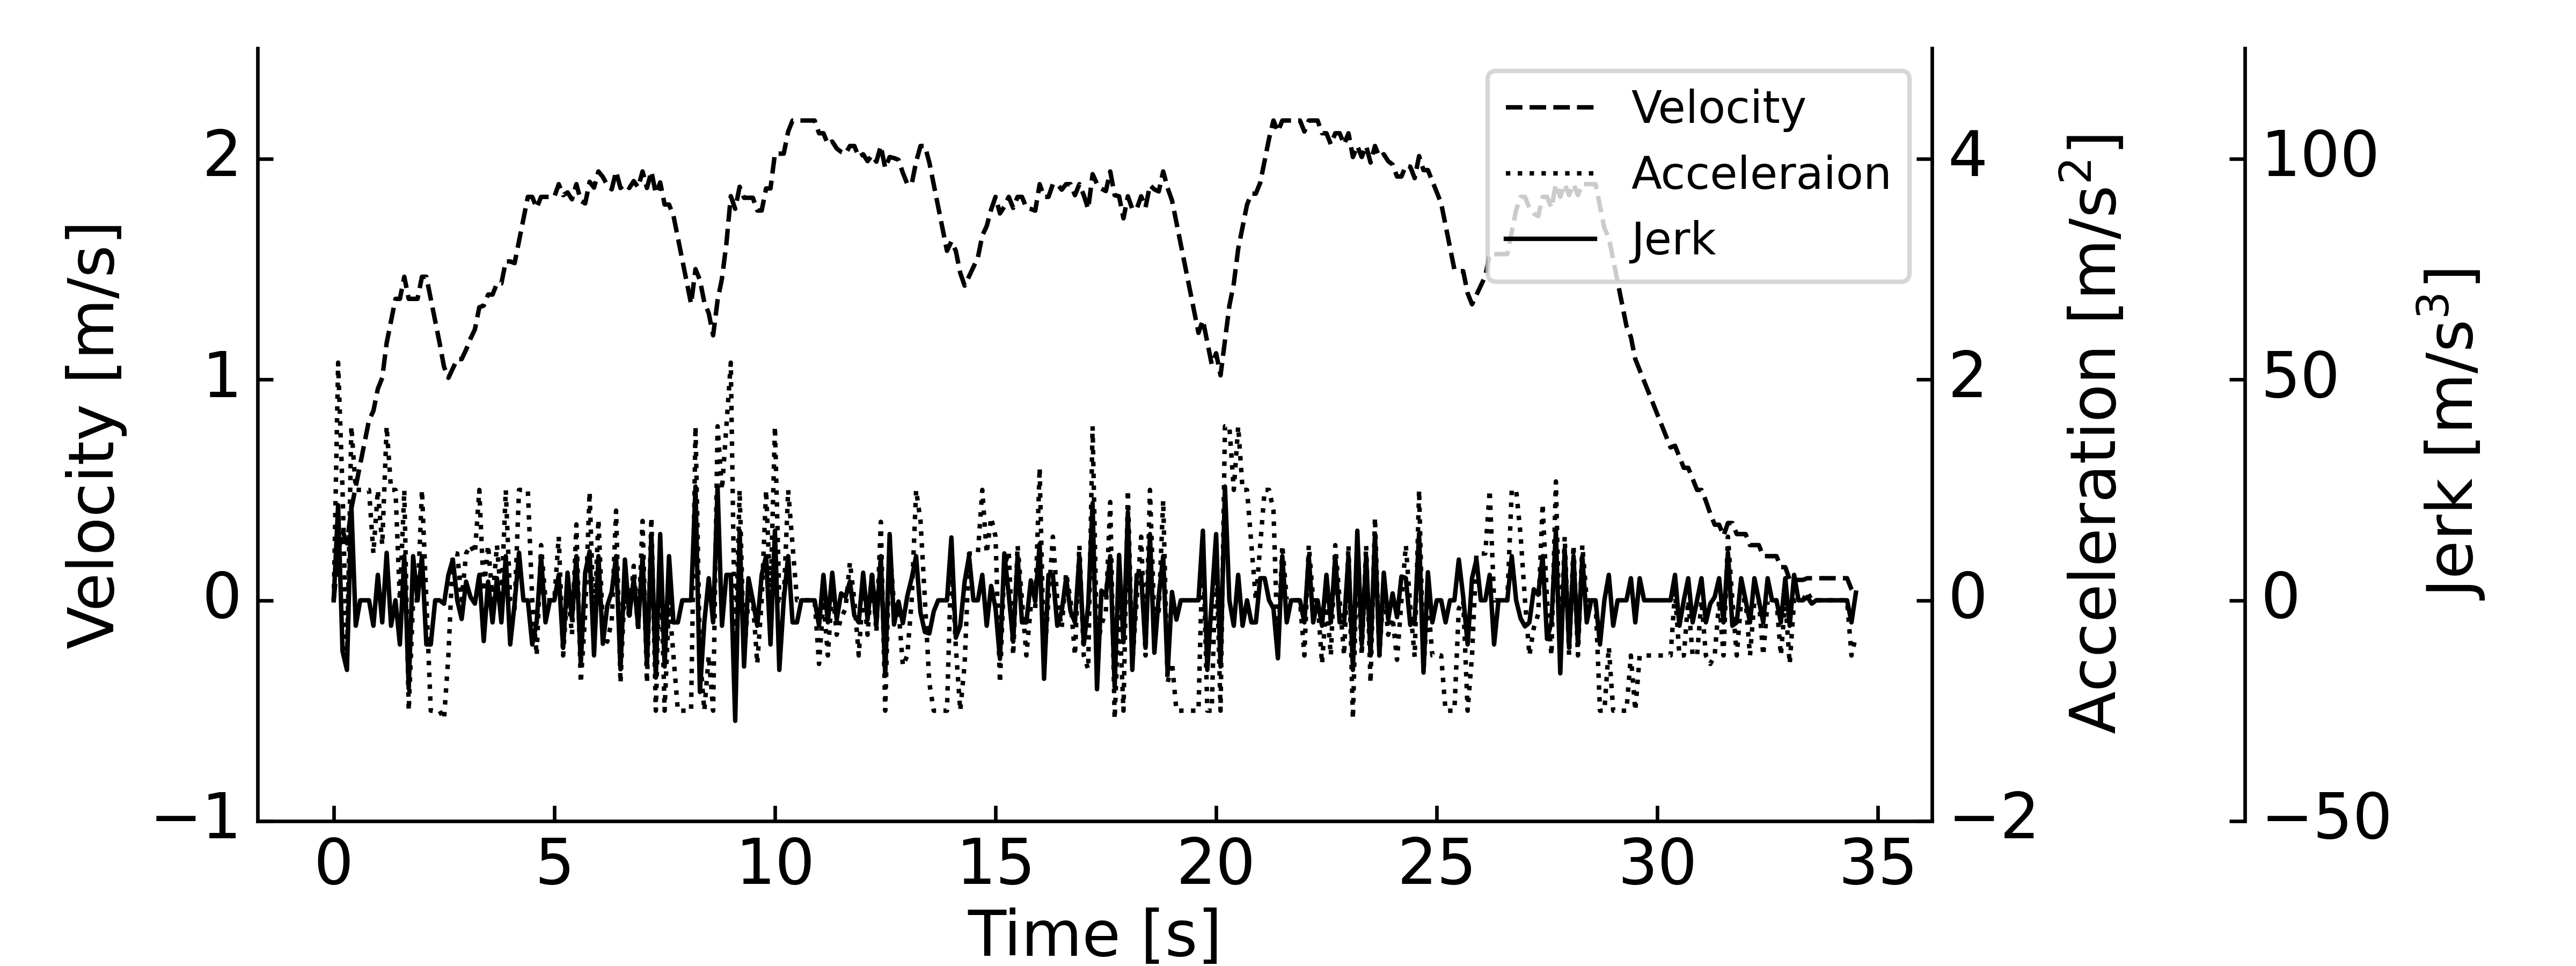 Velocity [m/s]
2
1
0
−1
0 5 10 15 20 25 30 35
Time [s]
Velocity
Acceleraion
Jerk
4
2
0
−2
Acceleration [m/s²]
100
50
0
−50
Jerk [m/s³]